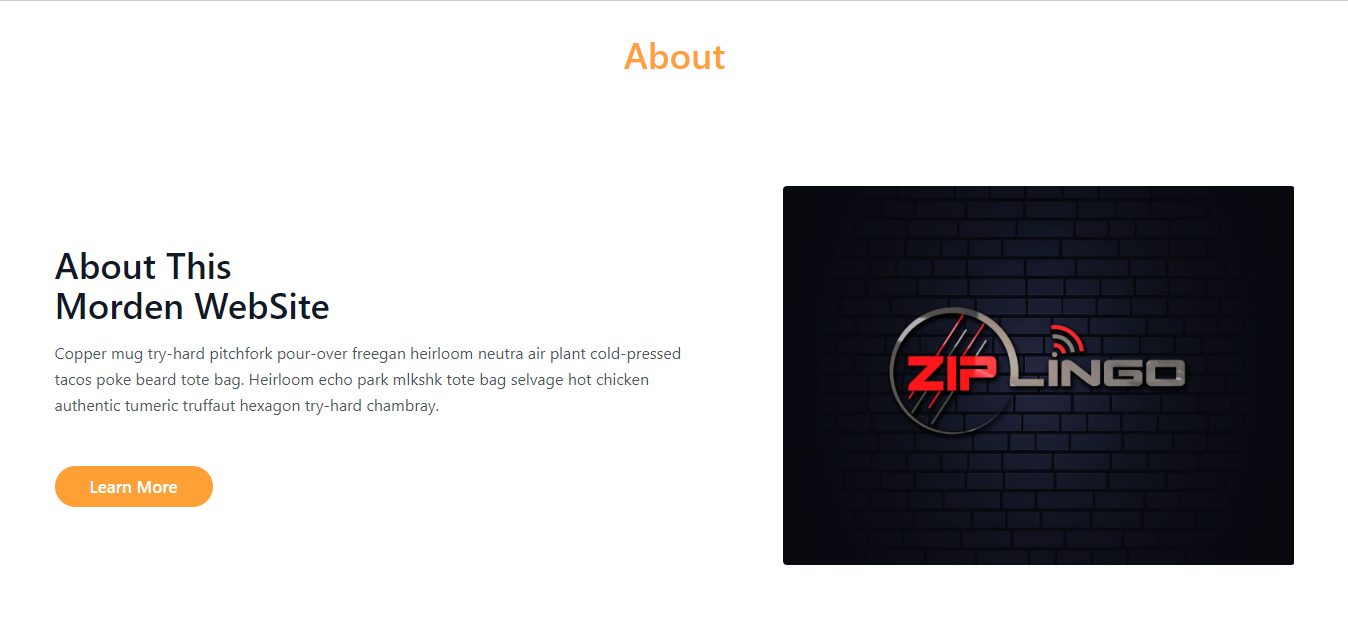 About
About This
Morden WebSite
Copper mug try-hard pitchfork pour-over freegan heirloom neutra air plant cold-pressed
tacos poke beard tote bag. Heirloom echo park mlkshk tote bag selvage hot chicken
authentic tumeric truffaut hexagon try-hard chambray.
Learn More
ZIP LINGO